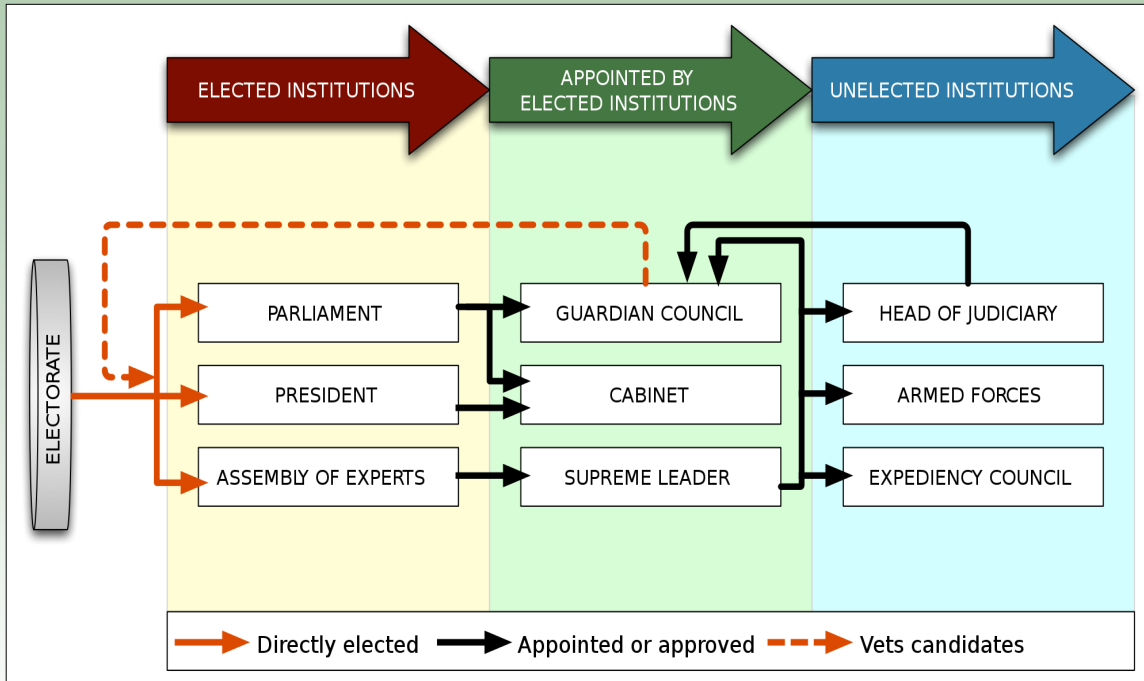 ELECTED INSTITUTIONS
APPOINTED BY
ELECTED INSTITUTIONS
UNELECTED INSTITUTIONS
ELECTORATE
PARLIAMENT
GUARDIAN COUNCIL
HEAD OF JUDICIARY
PRESIDENT
CABINET
ARMED FORCES
ASSEMBLY OF EXPERTS
SUPREME LEADER
EXPEDIENCY COUNCIL
Directly elected
Appointed or approved
Vets candidates